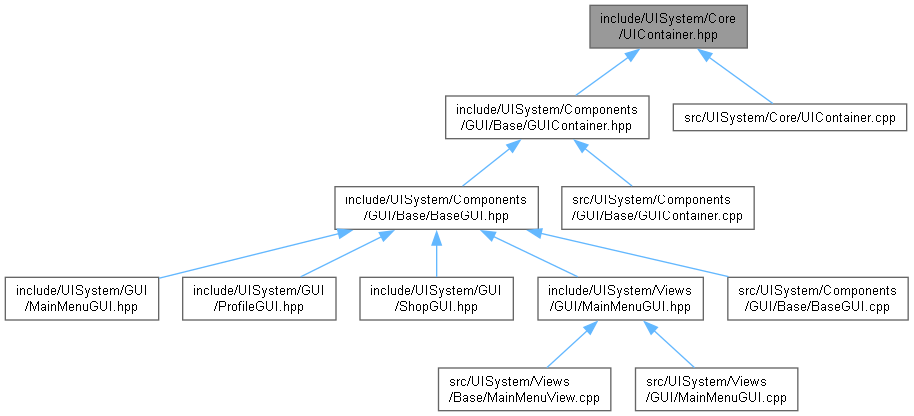 include/UISystem/Core
/UIContainer.hpp
include/UISystem/Components
/GUI/Base/GUIContainer.hpp
src/UISystem/Core/UIContainer.cpp
include/UISystem/Components
/GUI/Base/BaseGUI.hpp
src/UISystem/Components
/GUI/Base/GUIContainer.cpp
include/UISystem/GUI
/MainMenuGUI.hpp
include/UISystem/GUI
/ProfileGUI.hpp
include/UISystem/GUI
/ShopGUI.hpp
include/UISystem/Views
/GUI/MainMenuGUI.hpp
src/UISystem/Components
/GUI/Base/BaseGUI.cpp
src/UISystem/Views
/Base/MainMenuView.cpp
src/UISystem/Views
/GUI/MainMenuGUI.cpp